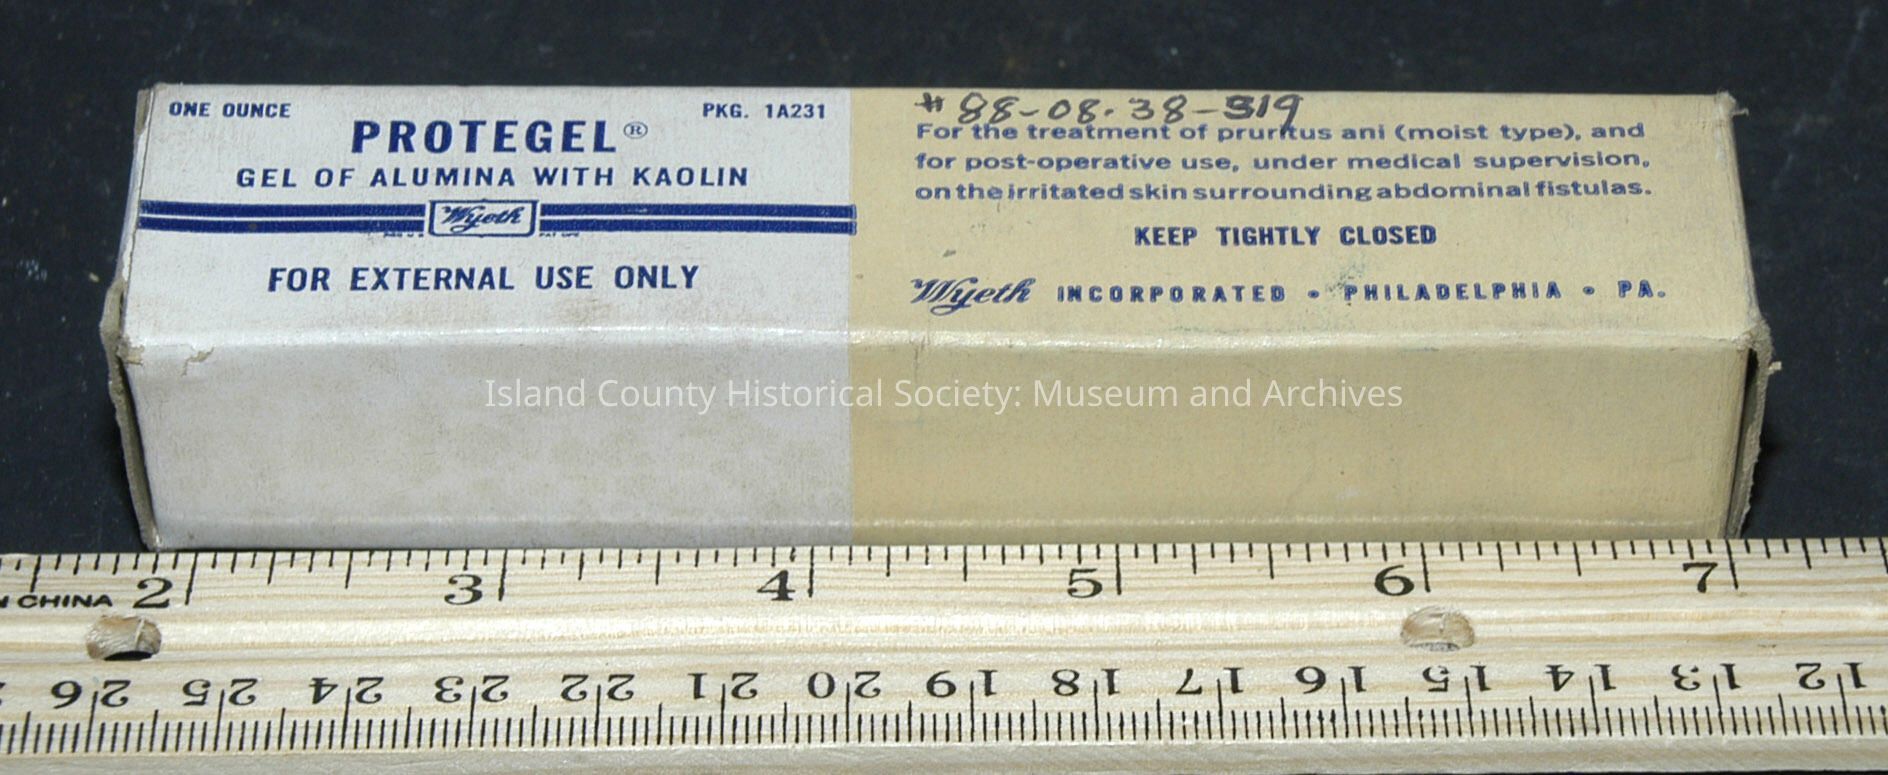 ONE OUNCE PKG. 1A231
PROTEGEL®
GEL OF ALUMINA WITH KAOLIN
Wyeth
FOR EXTERNAL USE ONLY
# 88-08-38-319
For the treatment of pruritus ani (moist type), and
for post-operative use, under medical supervision,
on the irritated skin surrounding abdominal fistulas.
KEEP TIGHTLY CLOSED
Wyeth INCORPORATED • PHILADELPHIA • PA.
Island County Historical Society: Museum and Archives
2 3 4 5 6 7
CHINA
26 25 24 23 22 21 20 19 18 17 16 15 14 13 12